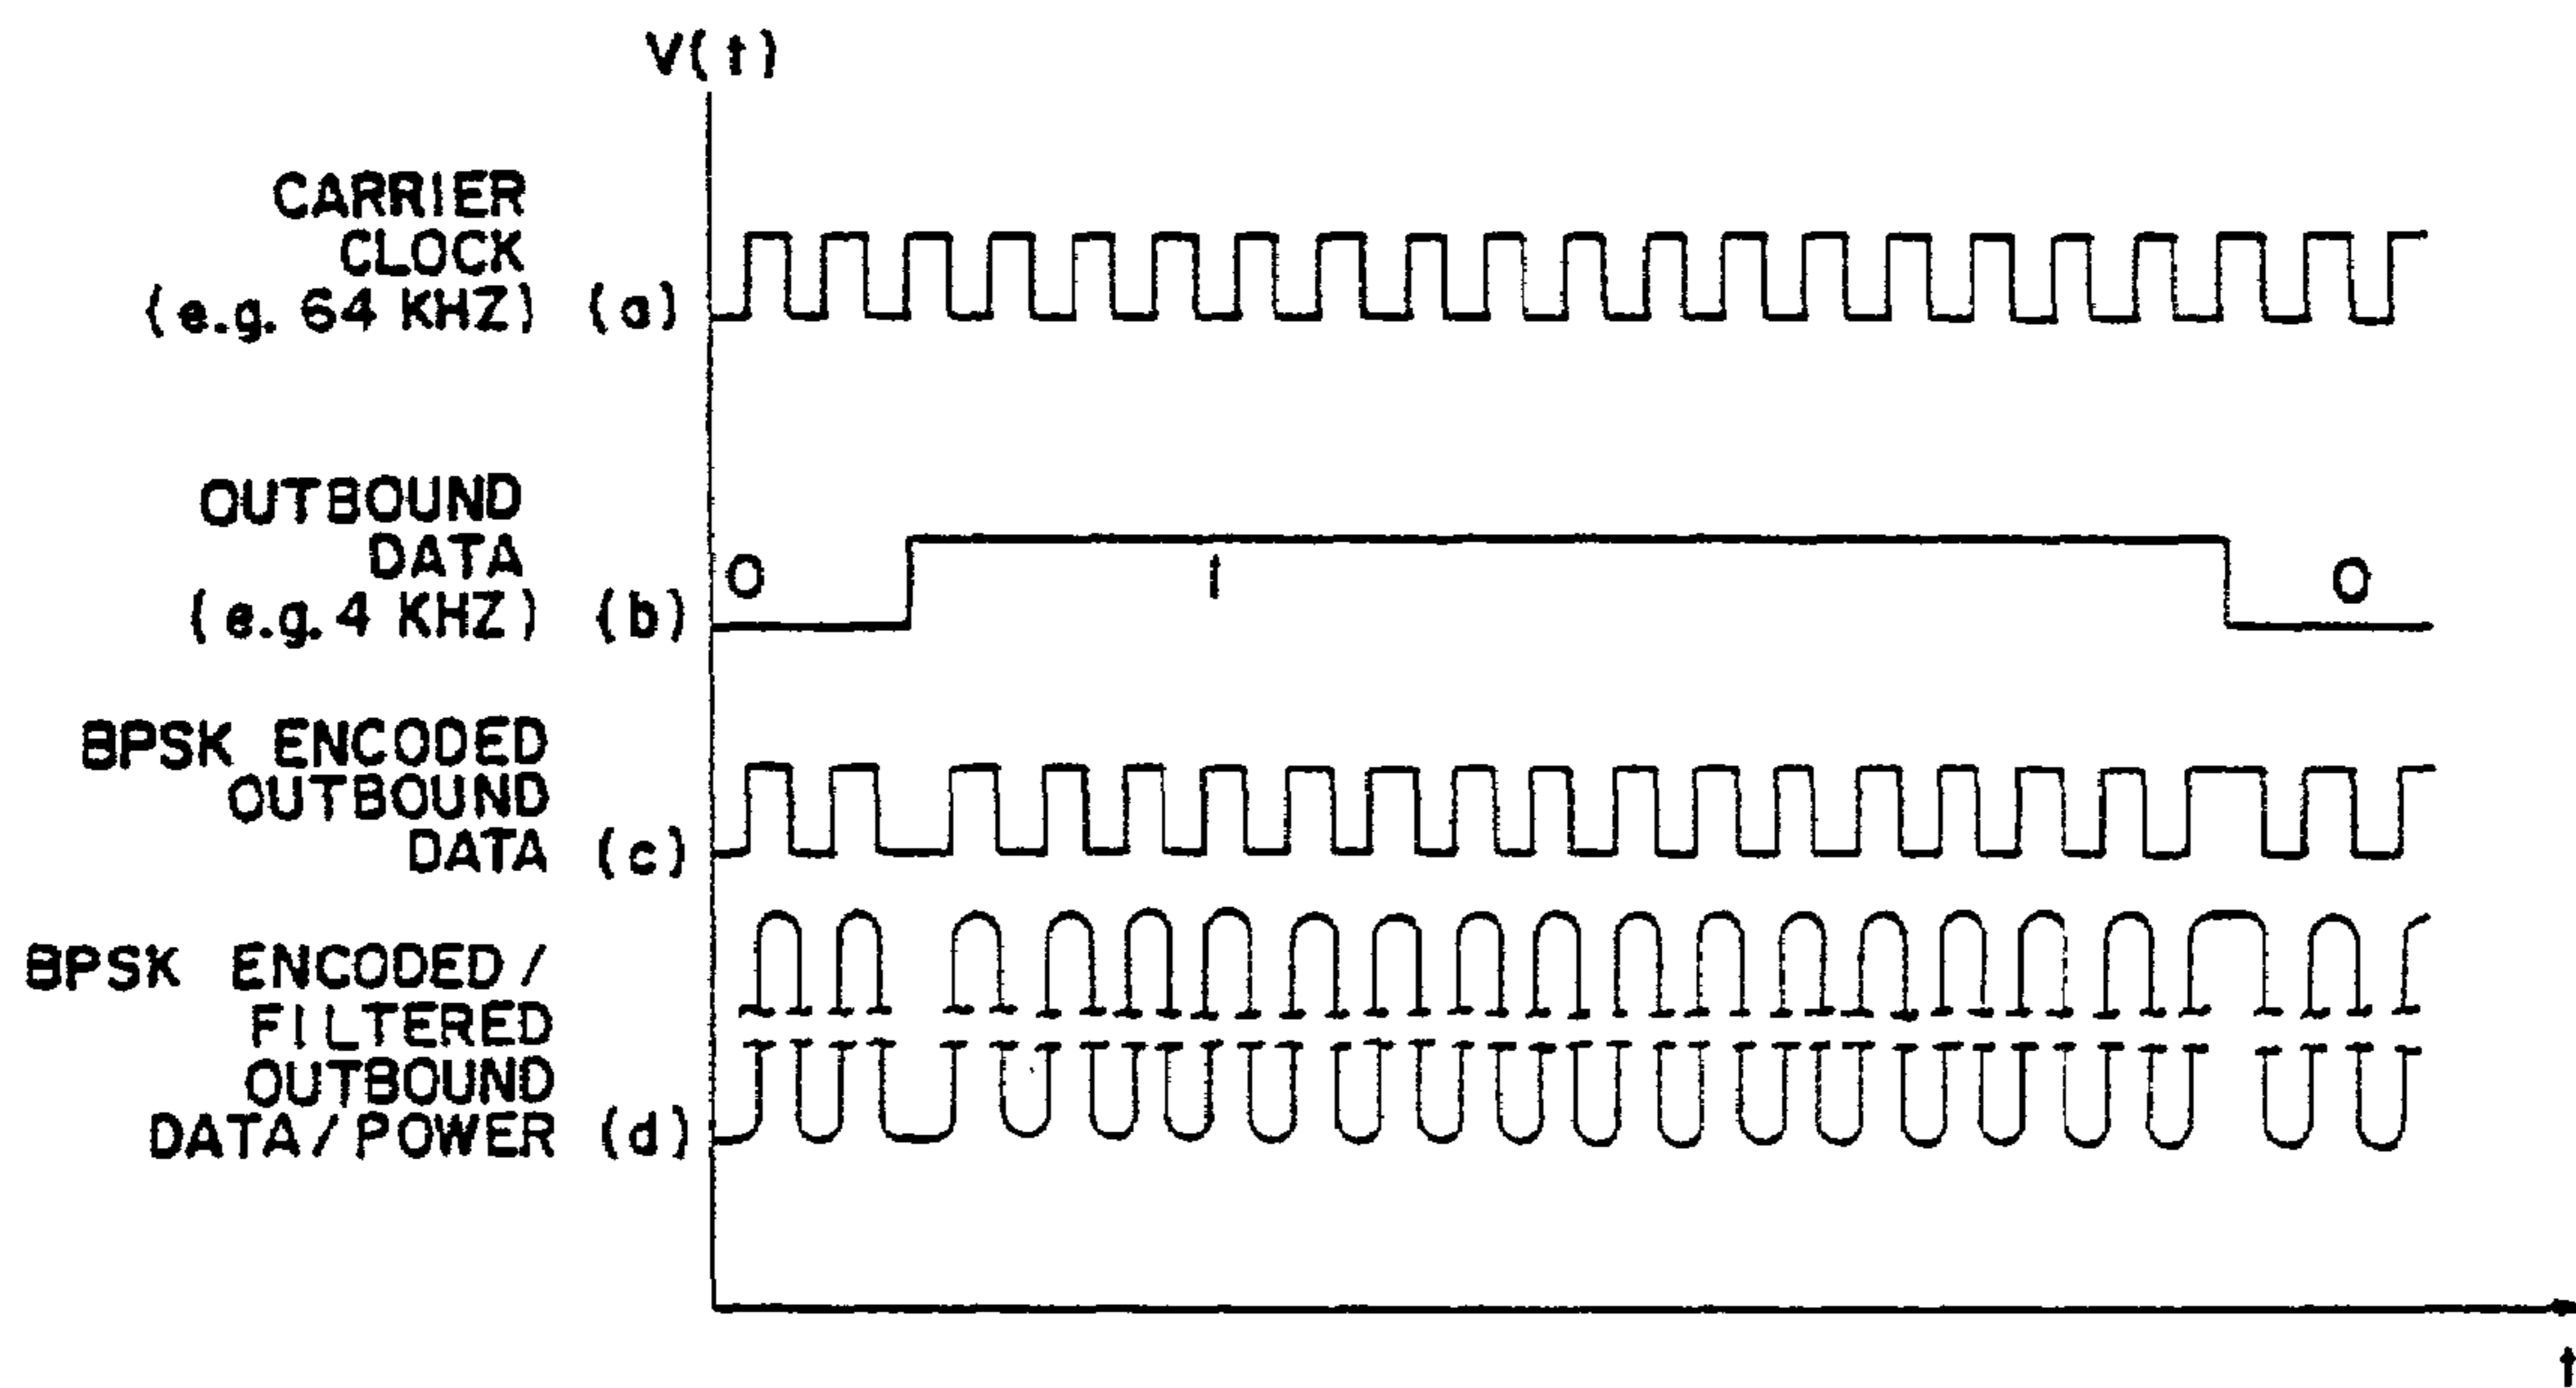 V(t)
CARRIER
CLOCK
(e.g. 64 KHZ) (a)
OUTBOUND
DATA
(e.g. 4 KHZ) (b)
0 1 0
BPSK ENCODED
OUTBOUND
DATA (c)
BPSK ENCODED/
FILTERED
OUTBOUND
DATA/POWER (d)
t